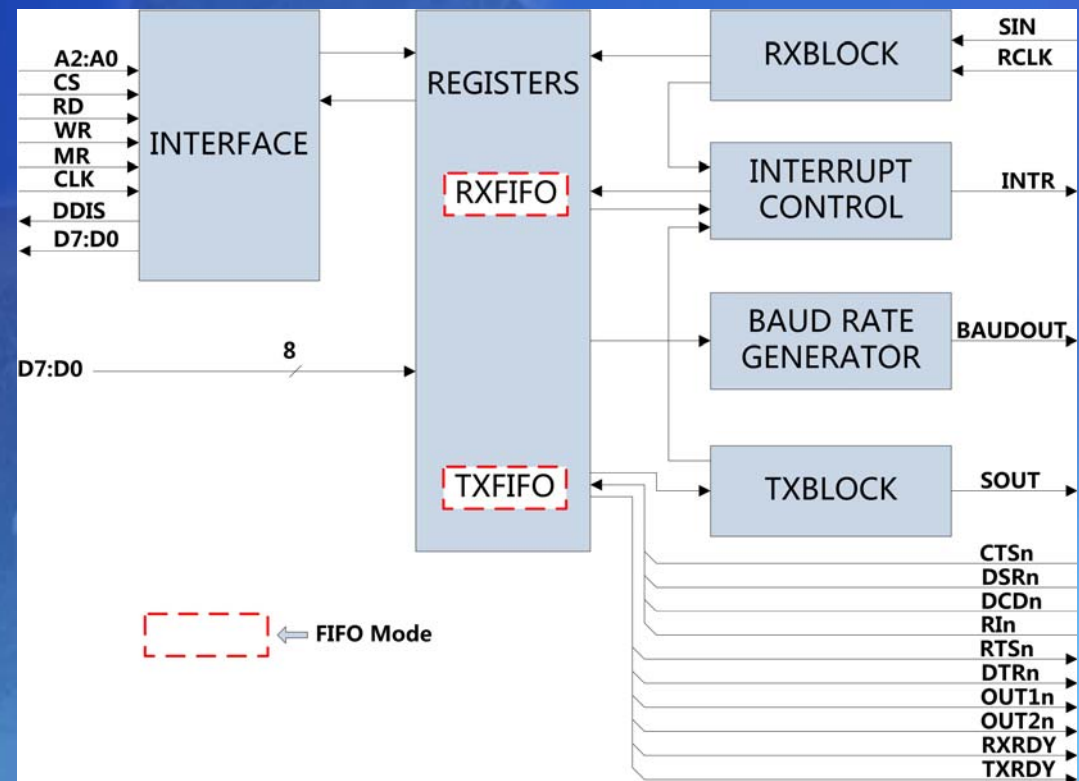 A2:A0
CS
RD
WR
MR
CLK
DDIS
D7:D0
INTERFACE
D7:D0
8
REGISTERS
RXFIFO
TXFIFO
FIFO Mode
RXBLOCK
SIN
RCLK
INTERRUPT
CONTROL
INTR
BAUD RATE
GENERATOR
BAUDOUT
TXBLOCK
SOUT
CTSn
DSRn
DCDn
RIn
RTSn
DTRn
OUT1n
OUT2n
RXRDY
TXRDY